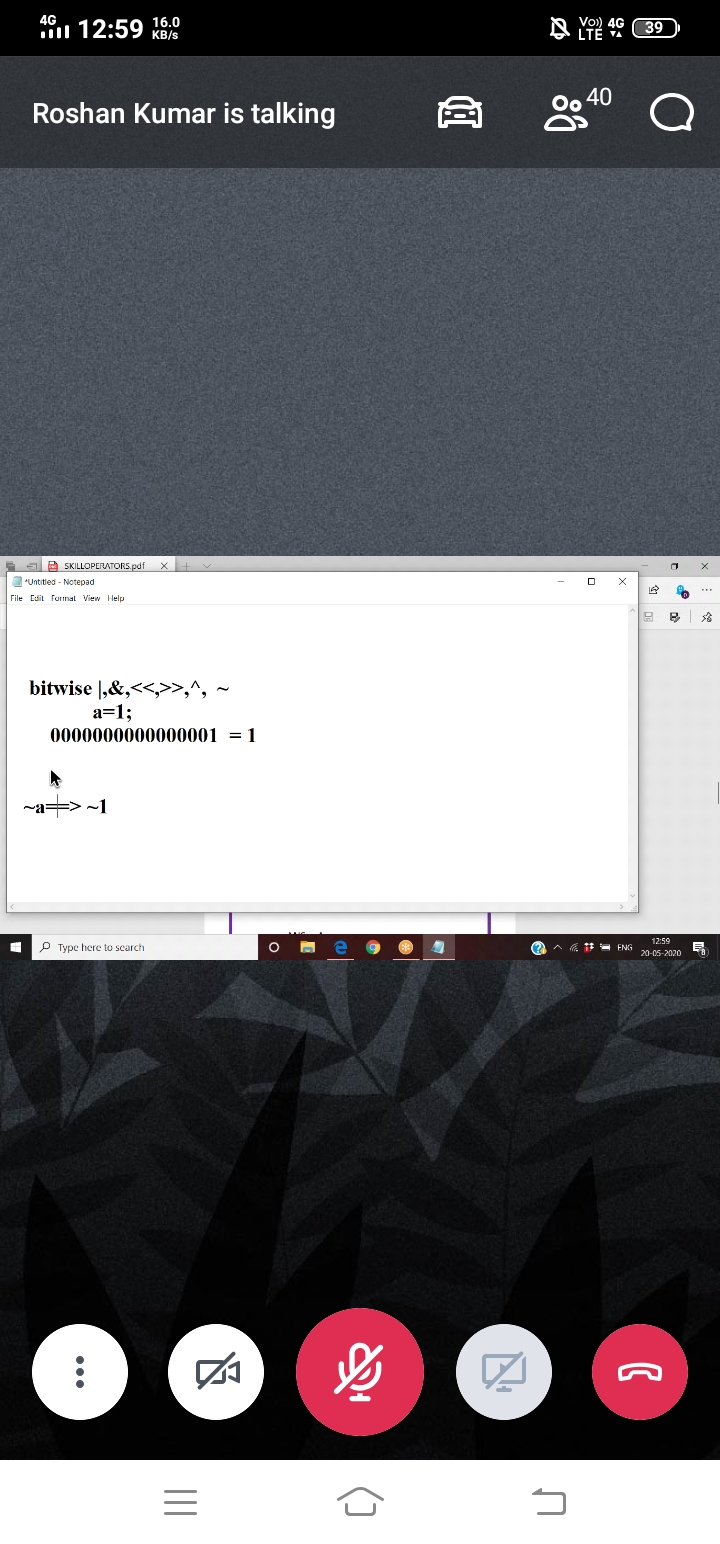 4G 12:59 16.0 KB/s Vo)) LTE 4G 39
Roshan Kumar is talking 40
SKILLOPERATORS.pdf
*Untitled - Notepad
File Edit Format View Help
bitwise |,&,<<,>>,^, ~
a=1;
0000000000000001 = 1
~a==> ~1
Type here to search
ENG
12:59
20-05-2020
8